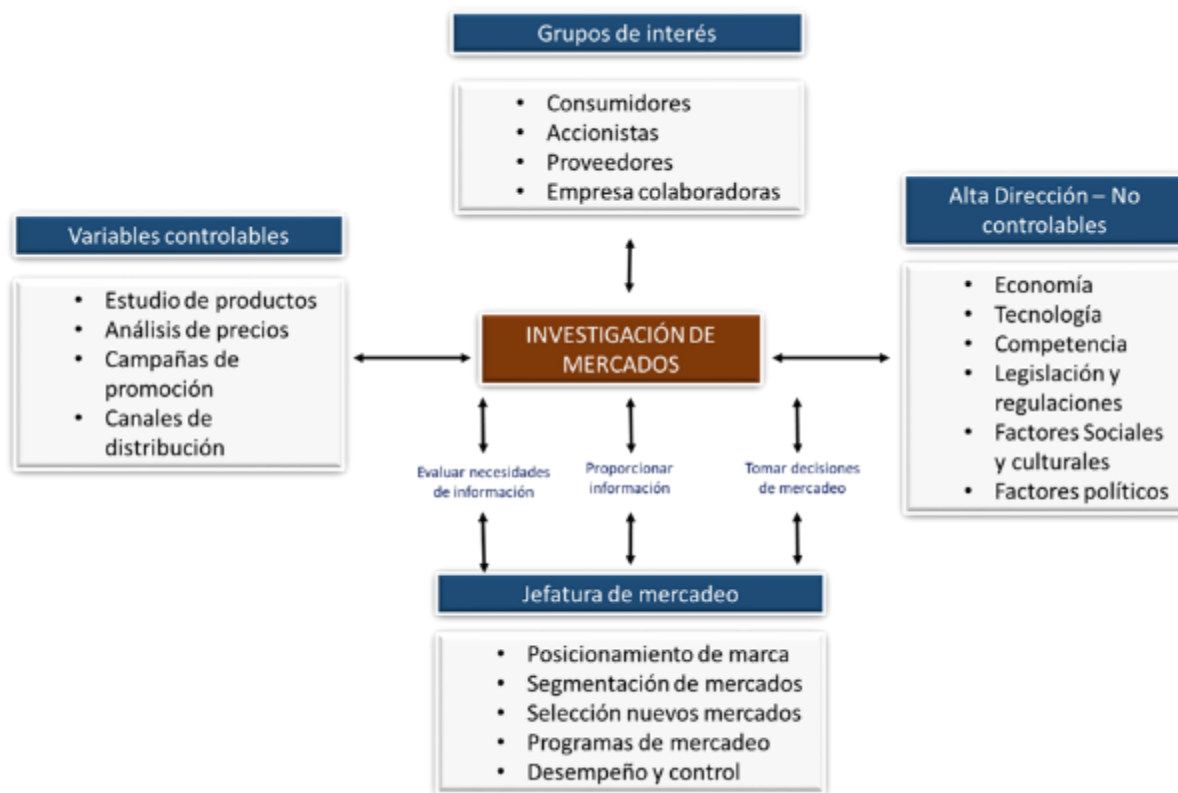 Grupos de interés
• Consumidores
• Accionistas
• Proveedores
• Empresa colaboradoras
Variables controlables
• Estudio de productos
• Análisis de precios
• Campañas de
promoción
• Canales de
distribución
INVESTIGACIÓN DE
MERCADOS
Alta Dirección – No
controlables
• Economía
• Tecnología
• Competencia
• Legislación y
regulaciones
• Factores Sociales
y culturales
• Factores políticos
Evaluar necesidades
de información
Proporcionar
información
Tomar decisiones
de mercadeo
Jefatura de mercadeo
• Posicionamiento de marca
• Segmentación de mercados
• Selección nuevos mercados
• Programas de mercadeo
• Desempeño y control